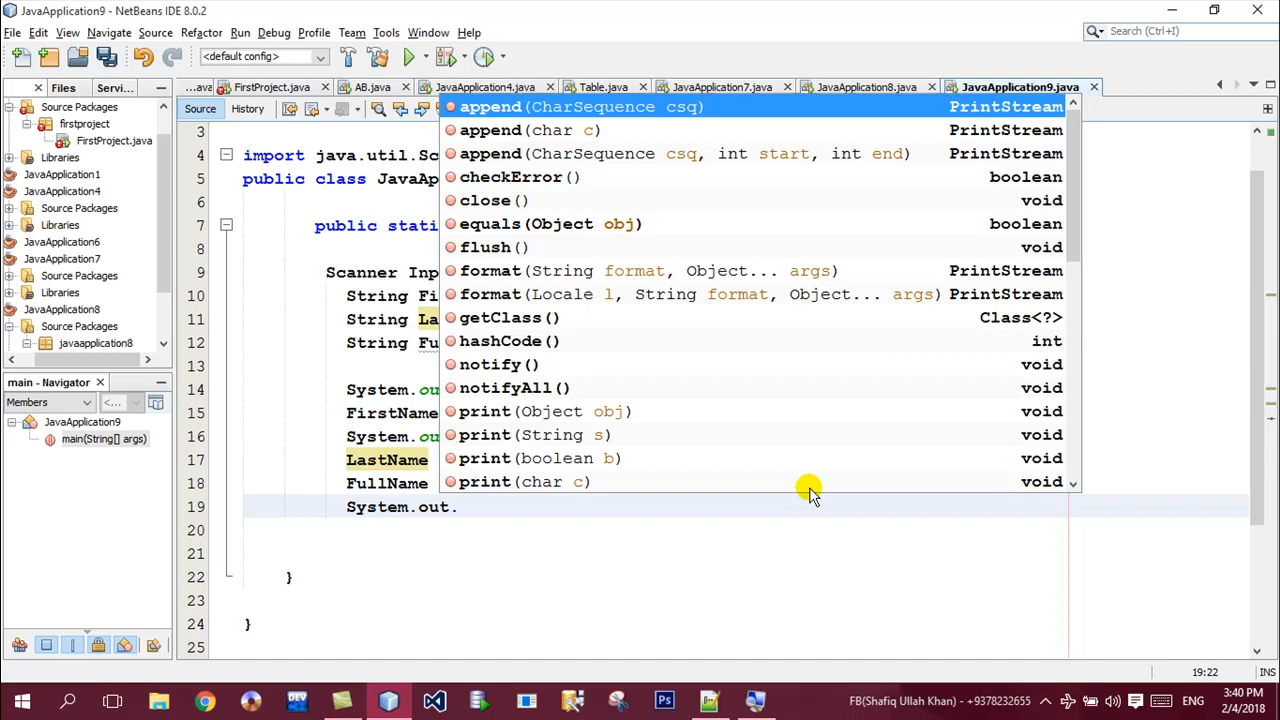 JavaApplication9 - NetBeans IDE 8.0.2
File Edit View Navigate Source Refactor Run Debug Profile Team Tools Window Help
Search (Ctrl+I)
<default config>
Files Servi...
...ava FirstProject.java AB.java JavaApplication4.java Table.java JavaApplication7.java JavaApplication8.java JavaApplication9.java
Source History
Source Packages
firstproject
FirstProject.java
Libraries
JavaApplication1
JavaApplication4
Source Packages
Libraries
JavaApplication6
JavaApplication7
Source Packages
Libraries
JavaApplication8
Source Packages
javaapplication8
main - Navigator
Members <...
JavaApplication9
main(String[] args)
3
4 import java.util.Sc
5 public class JavaAp
6
7 public stati
8
9 Scanner Inp
10 String Fi
11 String La
12 String Fu
14 System.ou
15 FirstName
16 System.ou
17 LastName
18 FullName
19 System.out.
20
21
22 }
23
24 }
25
append(CharSequence csq) PrintStream
append(char c) PrintStream
append(CharSequence csq, int start, int end) PrintStream
checkError() boolean
close() void
equals(Object obj) boolean
flush() void
format(String format, Object... args) PrintStream
format(Locale l, String format, Object... args) PrintStream
getClass() Class<?>
hashCode() int
notify() void
notifyAll() void
print(Object obj) void
print(String s) void
print(boolean b) void
print(char c) void
19:22 INS
FB(Shafiq Ullah Khan) - +9378232655
ENG
3:40 PM
2/4/2018